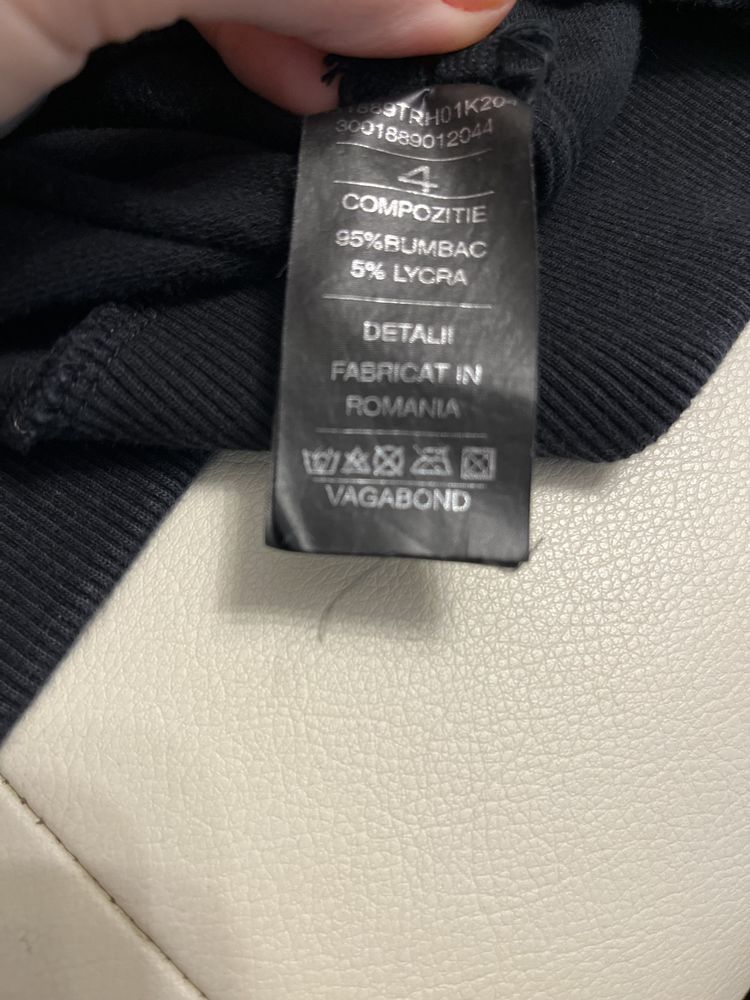 3001889012044
4
COMPOZITIE
95%BUMBAC
5% LYCRA
DETALII
FABRICAT IN
ROMANIA
VAGABOND